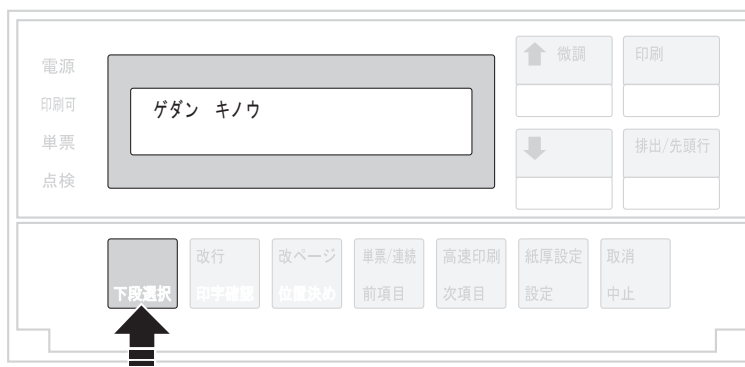 電源
印刷可
単票
点検
ゲダン キノウ
微調
印刷
排出/先頭行
下段選択
改行
印字確認
改ページ
位置決め
単票/連続
前項目
高速印刷
次項目
紙厚設定
設定
取消
中止